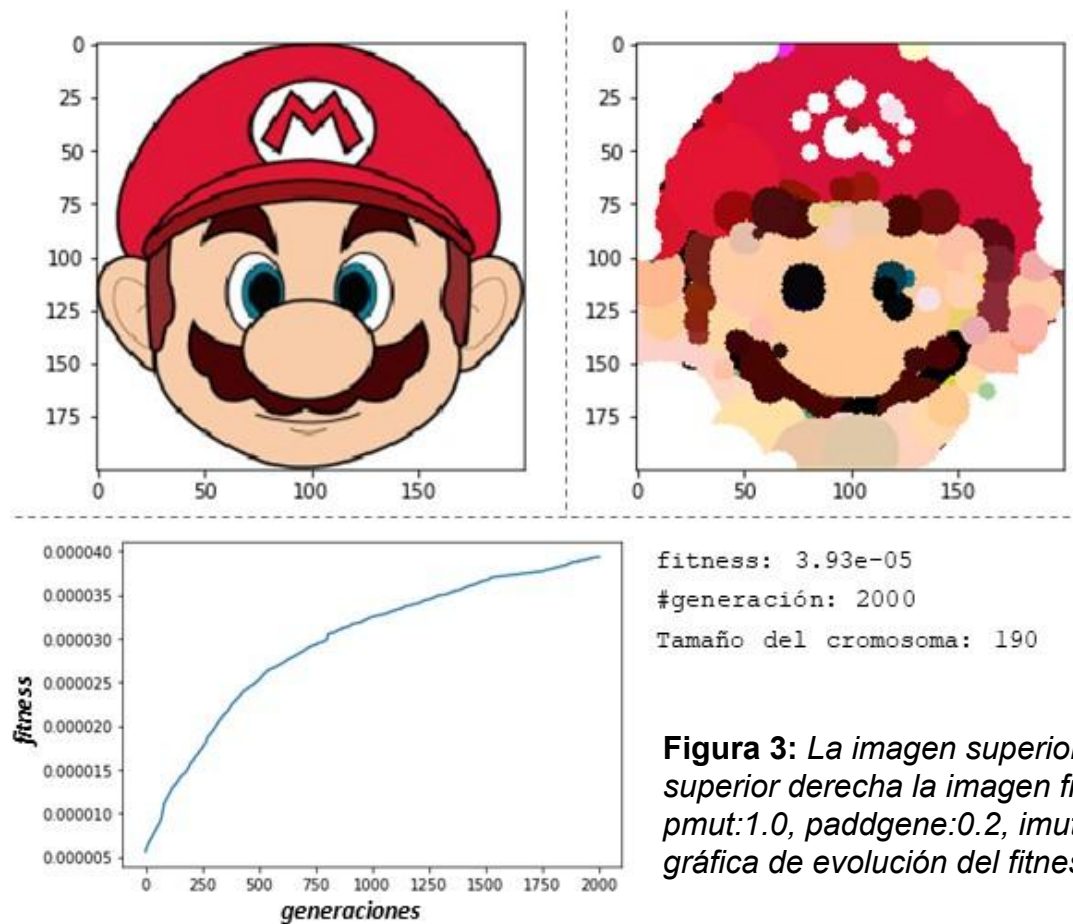 0
25
50
75
100
125
150
175
0 50 100 150
M
0
25
50
75
100
125
150
175
0 50 100 150
0.000040
0.000035
0.000030
0.000025
0.000020
0.000015
0.000010
0.000005
fitness
0 250 500 750 1000 1250 1500 1750 2000
generaciones
fitness: 3.93e-05
#generación: 2000
Tamaño del cromosoma: 190
Figura 3: La imagen superior
superior derecha la imagen
pmut:1.0, paddgene:0.2,
gráfica de evolución del